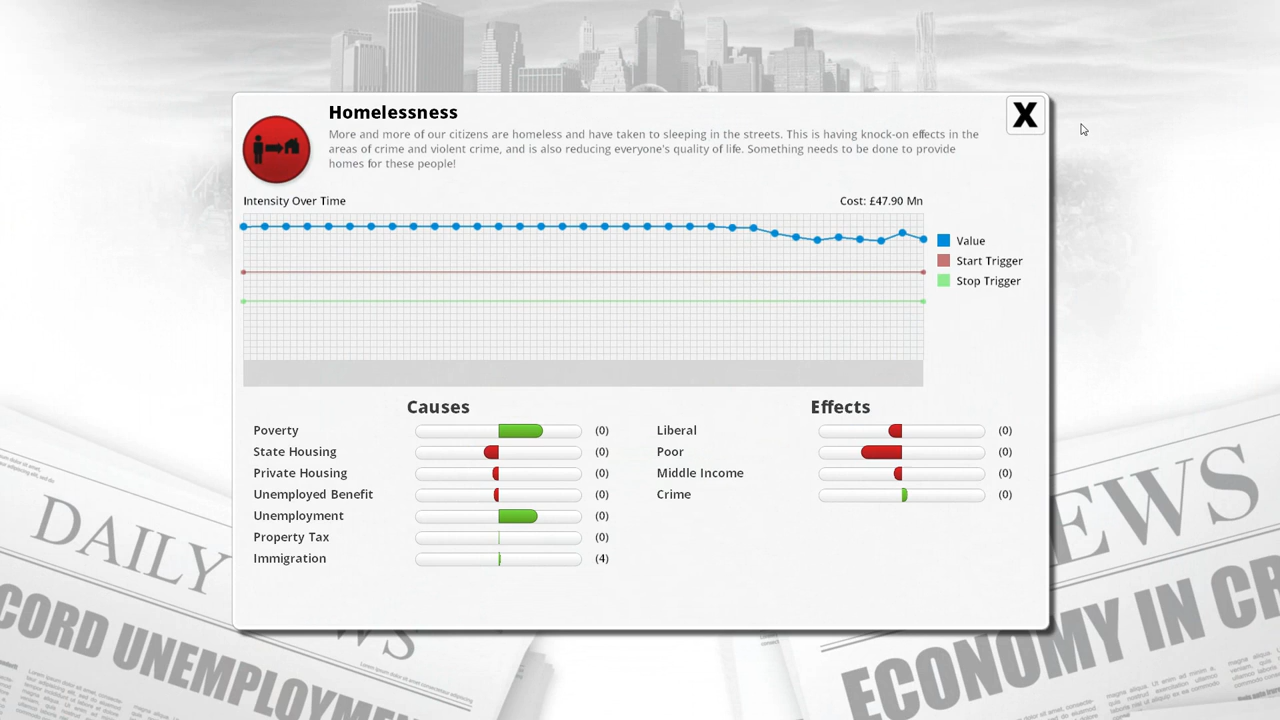 Homelessness
X
More and more of our citizens are homeless and have taken to sleeping in the streets. This is having knock-on effects in the
areas of crime and violent crime, and is also reducing everyone's quality of life. Something needs to be done to provide
homes for these people!
Intensity Over Time
Cost: £47.90 Mn
Value
Start Trigger
Stop Trigger
Causes
Effects
Poverty (0)
Liberal (0)
State Housing (0)
Poor (0)
Private Housing (0)
Middle Income (0)
Unemployed Benefit (0)
Crime (0)
Unemployment (0)
Property Tax (0)
Immigration (4)
DAILY
WS
CORD UNEMPLOYME
EWS
ECONOMY IN CR